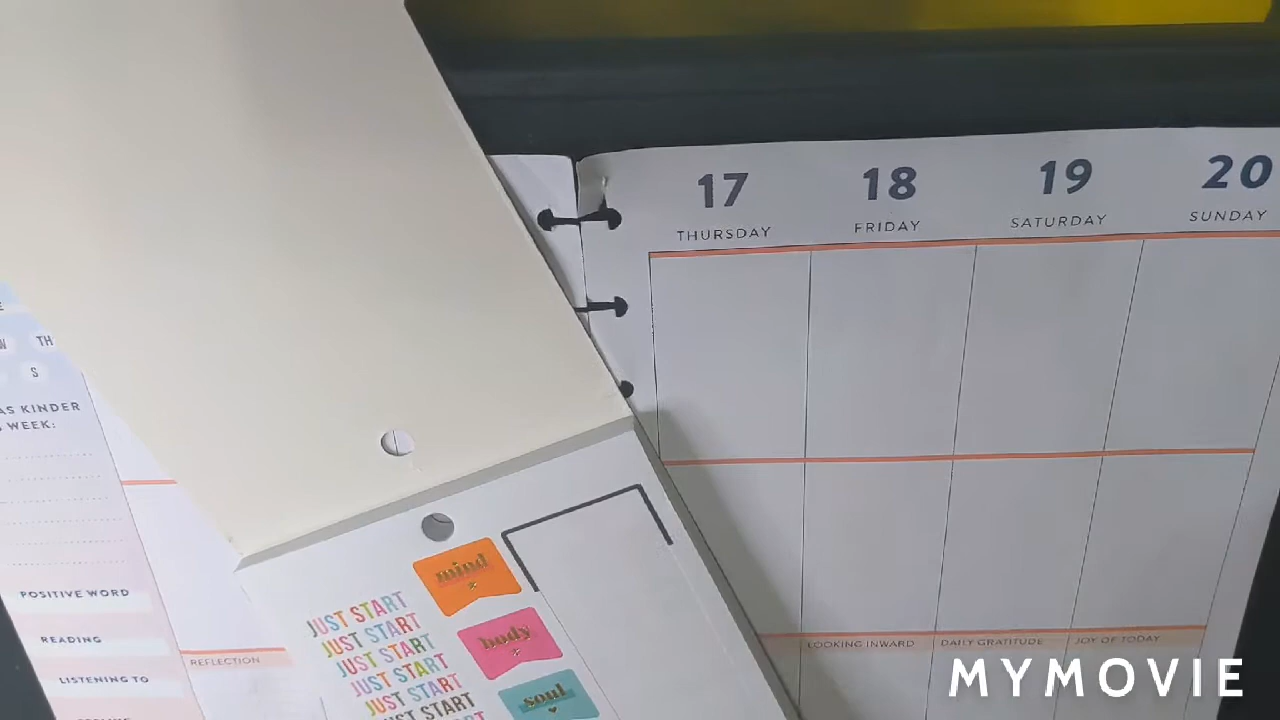 17 18 19 20
THURSDAY FRIDAY SATURDAY SUNDAY
TH
S
AS KINDER
WEEK:
POSITIVE WORD
READING
LISTENING TO
REFLECTION
mind
body
soul
JUST START
JUST START
JUST START
JUST START
JUST START
JUST START
LOOKING INWARD DAILY GRATITUDE JOY OF TODAY
MYMOVIE